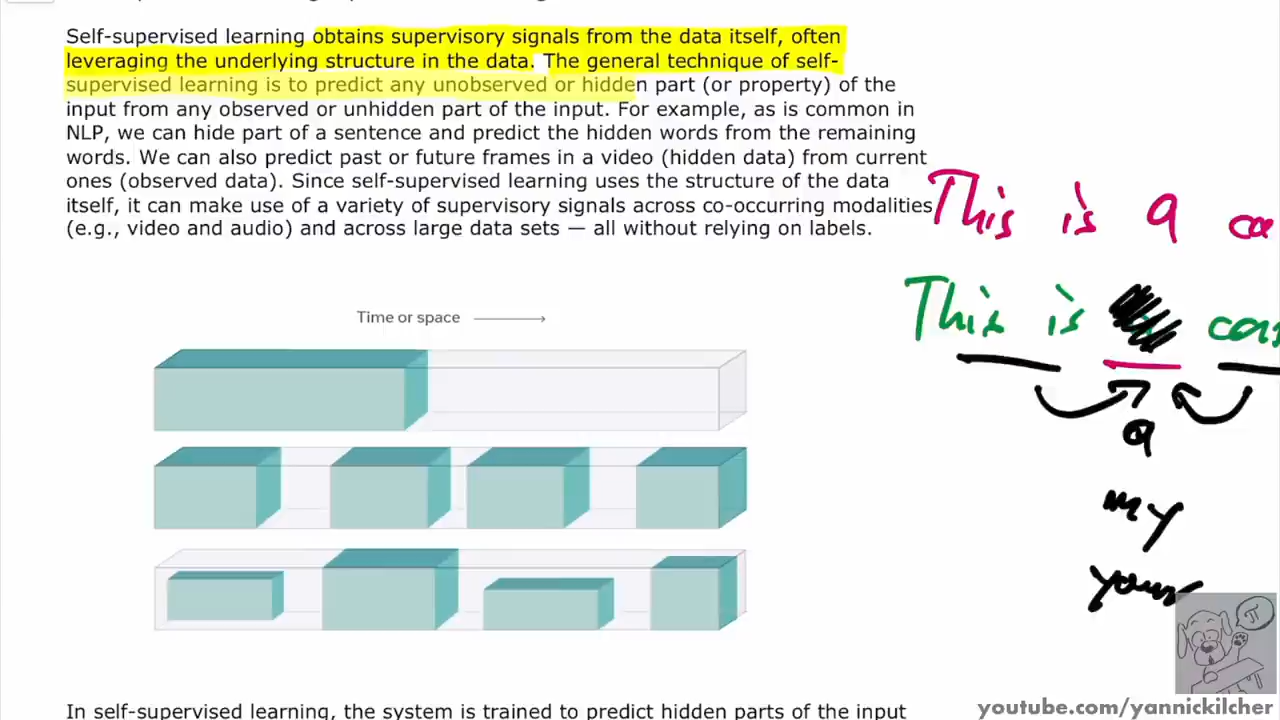 Self-supervised learning obtains supervisory signals from the data itself, often
leveraging the underlying structure in the data. The general technique of self-
supervised learning is to predict any unobserved or hidden part (or property) of the
input from any observed or unhidden part of the input. For example, as is common in
NLP, we can hide part of a sentence and predict the hidden words from the remaining
words. We can also predict past or future frames in a video (hidden data) from current
ones (observed data). Since self-supervised learning uses the structure of the data
itself, it can make use of a variety of supervisory signals across co-occurring modalities
(e.g., video and audio) and across large data sets — all without relying on labels.
This is a
Time or space
This is
a
my
π
youtube.com/yannickilcher
In self-supervised learning, the system is trained to predict hidden parts of the input